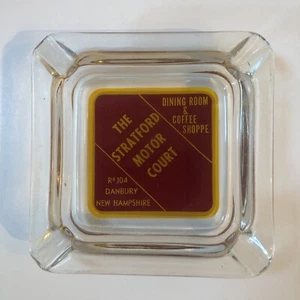 THE
STRATFORD
MOTOR
COURT
DINING ROOM
&
COFFEE
SHOPPE
Rᵗ 104
DANBURY
NEW HAMPSHIRE